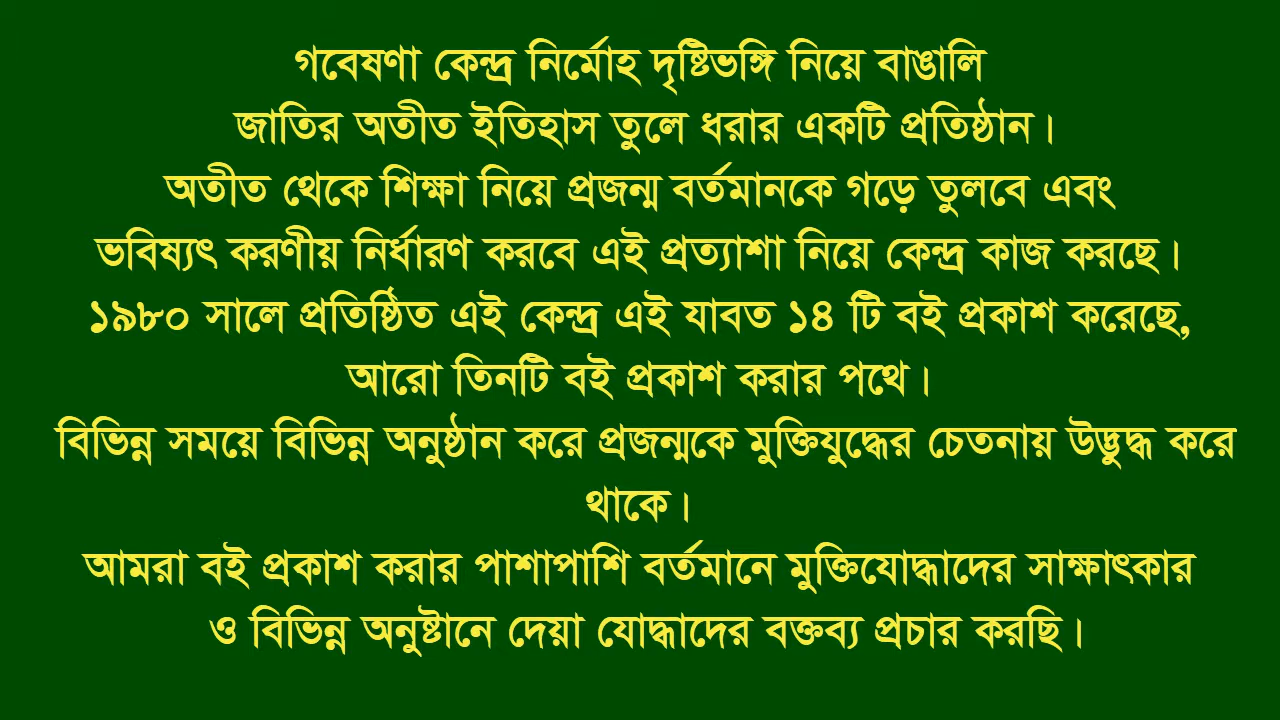 গবেষণা কেন্দ্র নির্মোহ দৃষ্টিভঙ্গি নিয়ে বাঙালি
জাতির অতীত ইতিহাস তুলে ধরার একটি প্রতিষ্ঠান।
অতীত থেকে শিক্ষা নিয়ে প্রজন্ম বর্তমানকে গড়ে তুলবে এবং
ভবিষ্যৎ করণীয় নির্ধারণ করবে এই প্রত্যাশা নিয়ে কেন্দ্র কাজ করছে।
১৯৮০ সালে প্রতিষ্ঠিত এই কেন্দ্র এই যাবত ১৪ টি বই প্রকাশ করেছে,
আরো তিনটি বই প্রকাশ করার পথে।
বিভিন্ন সময়ে বিভিন্ন অনুষ্ঠান করে প্রজন্মকে মুক্তিযুদ্ধের চেতনায় উদ্ভুদ্ধ করে
থাকে।
আমরা বই প্রকাশ করার পাশাপাশি বর্তমানে মুক্তিযোদ্ধাদের সাক্ষাৎকার
ও বিভিন্ন অনুষ্টানে দেয়া যোদ্ধাদের বক্তব্য প্রচার করছি।